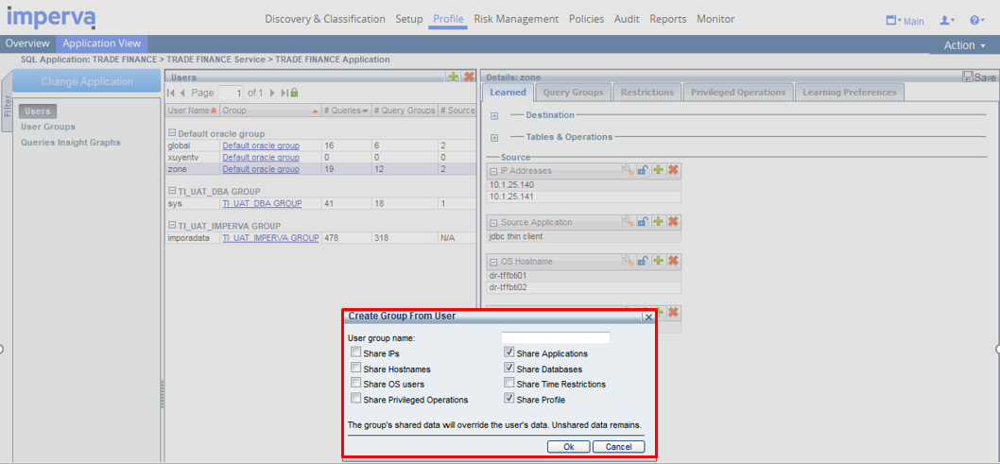 imperva
Discovery & Classification Setup Profile Risk Management Policies Audit Reports Monitor
Main
Overview Application View
Action
SQL Application: TRADE FINANCE > TRADE FINANCE Service > TRADE FINANCE Application
Filter
Change Application
Users
User Groups
Queries Insight Graphs
Users
Page 1 of 1
User Name Group # Queries # Query Groups # Source
Default oracle group
global Default oracle group 16 6 2
xuyentv Default oracle group 0 0 0
zone Default oracle group 19 12 2
TI_UAT_DBA GROUP
sys TI_UAT_DBA GROUP 41 18 1
TI_UAT_IMPERVA GROUP
imporadata TI_UAT_IMPERVA GROUP 478 318 N/A
Details: zone
Save
Learned Query Groups Restrictions Privileged Operations Learning Preferences
Destination
Tables & Operations
Source
IP Addresses
10.1.25.140
10.1.25.141
Source Application
jdbc thin client
OS Hostname
dr-tffbti01
dr-tffbti02
Create Group From User
User group name:
Share IPs Share Applications
Share Hostnames Share Databases
Share OS users Share Time Restrictions
Share Privileged Operations Share Profile
The group's shared data will override the user's data. Unshared data remains.
Ok Cancel